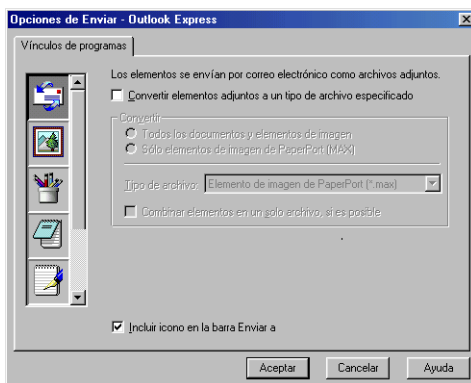 Opciones de Enviar - Outlook Express
Vínculos de programas
Los elementos se envían por correo electrónico como archivos adjuntos.
Convertir elementos adjuntos a un tipo de archivo especificado
Convertir
Todos los documentos y elementos de imagen
Sólo elementos de imagen de PaperPort (MAX)
Tipo de archivo: Elemento de imagen de PaperPort (*.max)
Combinar elementos en un solo archivo, si es posible
Incluir icono en la barra Enviar a
Aceptar Cancelar Ayuda